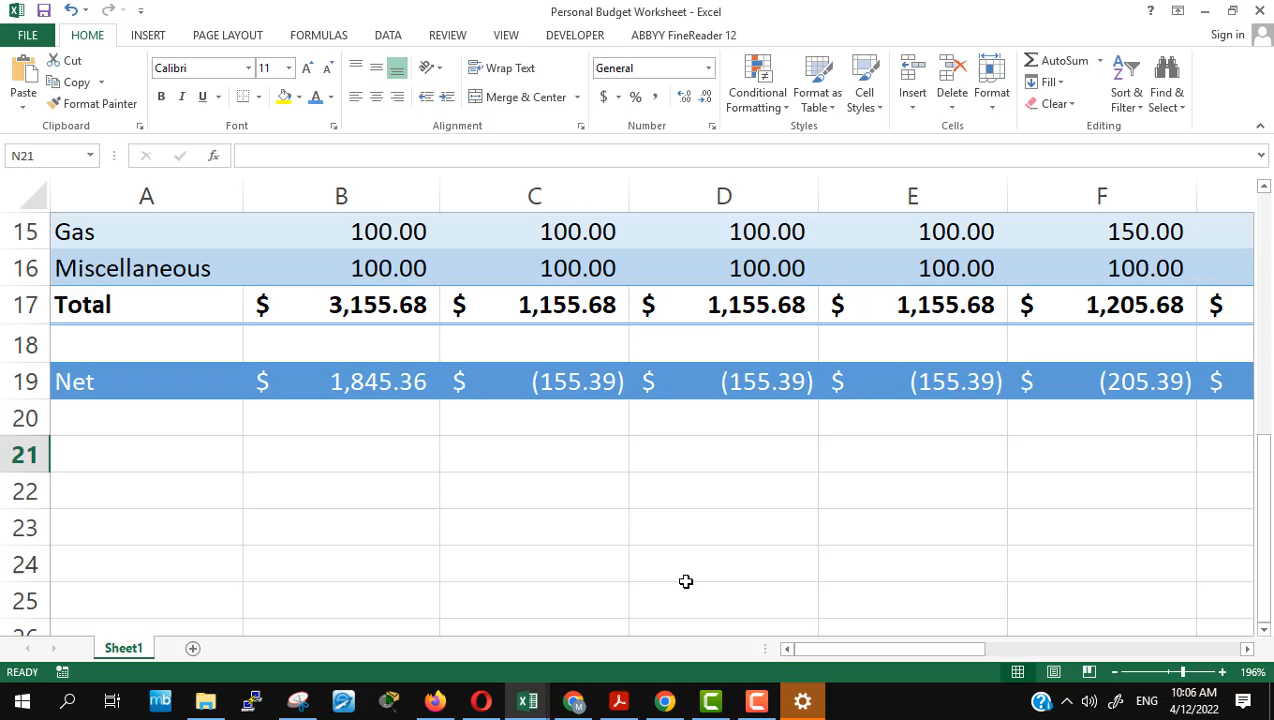 Personal Budget Worksheet - Excel
?
FILE HOME INSERT PAGE LAYOUT FORMULAS DATA REVIEW VIEW DEVELOPER ABBYY FineReader 12 Sign in
Paste
Cut
Copy
Format Painter
Calibri 11
B I U A
Wrap Text
Merge & Center
General
$ % ,
Conditional Formatting
Format as Table
Cell Styles
Insert
Delete
Format
AutoSum
Fill
Clear
Sort & Filter
Find & Select
Clipboard Font Alignment Number Styles Cells Editing
N21 fx
A B C D E F
15 Gas 100.00 100.00 100.00 100.00 150.00
16 Miscellaneous 100.00 100.00 100.00 100.00 100.00
17 Total $ 3,155.68 $ 1,155.68 $ 1,155.68 $ 1,155.68 $ 1,205.68 $
18
19 Net $ 1,845.36 $ (155.39) $ (155.39) $ (155.39) $ (205.39) $
20
21
22
23
24
25
26
Sheet1
READY 196%
mb ENG 10:06 AM
4/12/2022